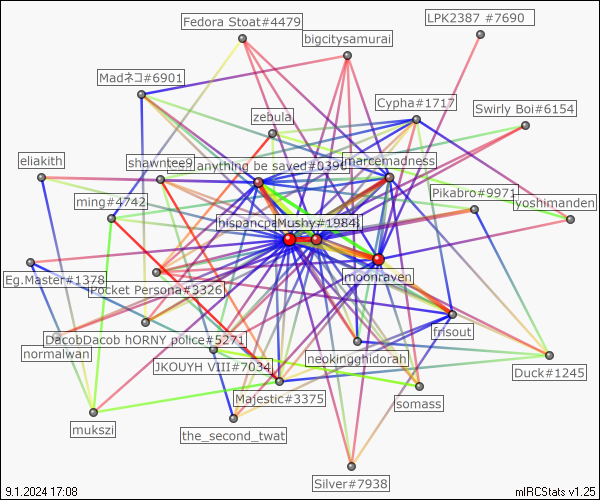 Fedora Stoat#4479
LPK2387 #7690
bigcitysamurai
Madネコ#6901
Cypha#1717
Swirly Boi#6154
zebula
eliakith
shawntee9
anything be saved#0399
marcemadness
ming#4742
Pikabro#9971
yoshimanden
hispancpa
Mushy#1984
Eg.Master#1378
Pocket Persona#3326
moonraven
DacobDacob hORNY police#5271
frisout
normalwan
JKOUYH VIII#7034
neokingghidorah
Duck#1245
Majestic#3375
somass
mukszi
the_second_twat
Silver#7938
9.1.2024 17:08
mIRCStats v1.25